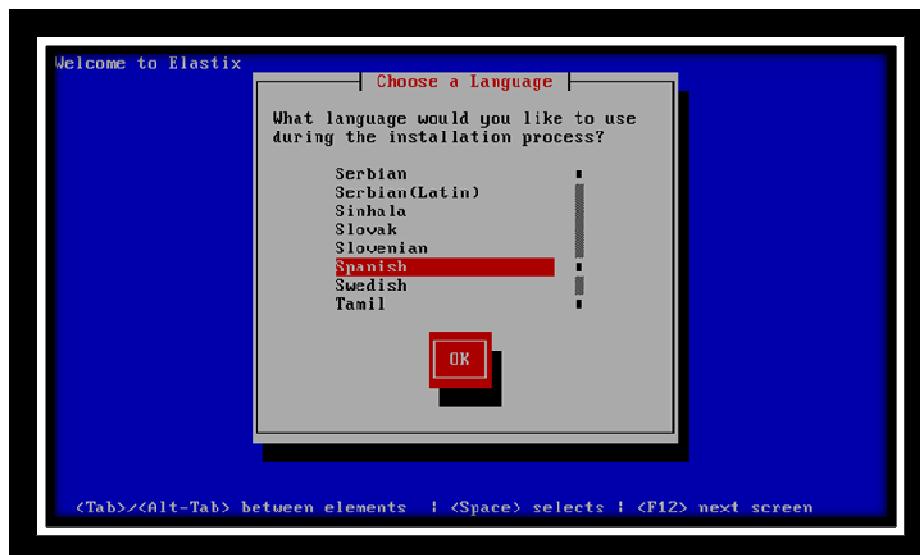 Welcome to Elastix
Choose a Language
What language would you like to use
during the installation process?
Serbian
Serbian(Latin)
Sinhala
Slovak
Slovenian
Spanish
Swedish
Tamil
OK
<Tab>/<Alt-Tab> between elements | <Space> selects | <F12> next screen